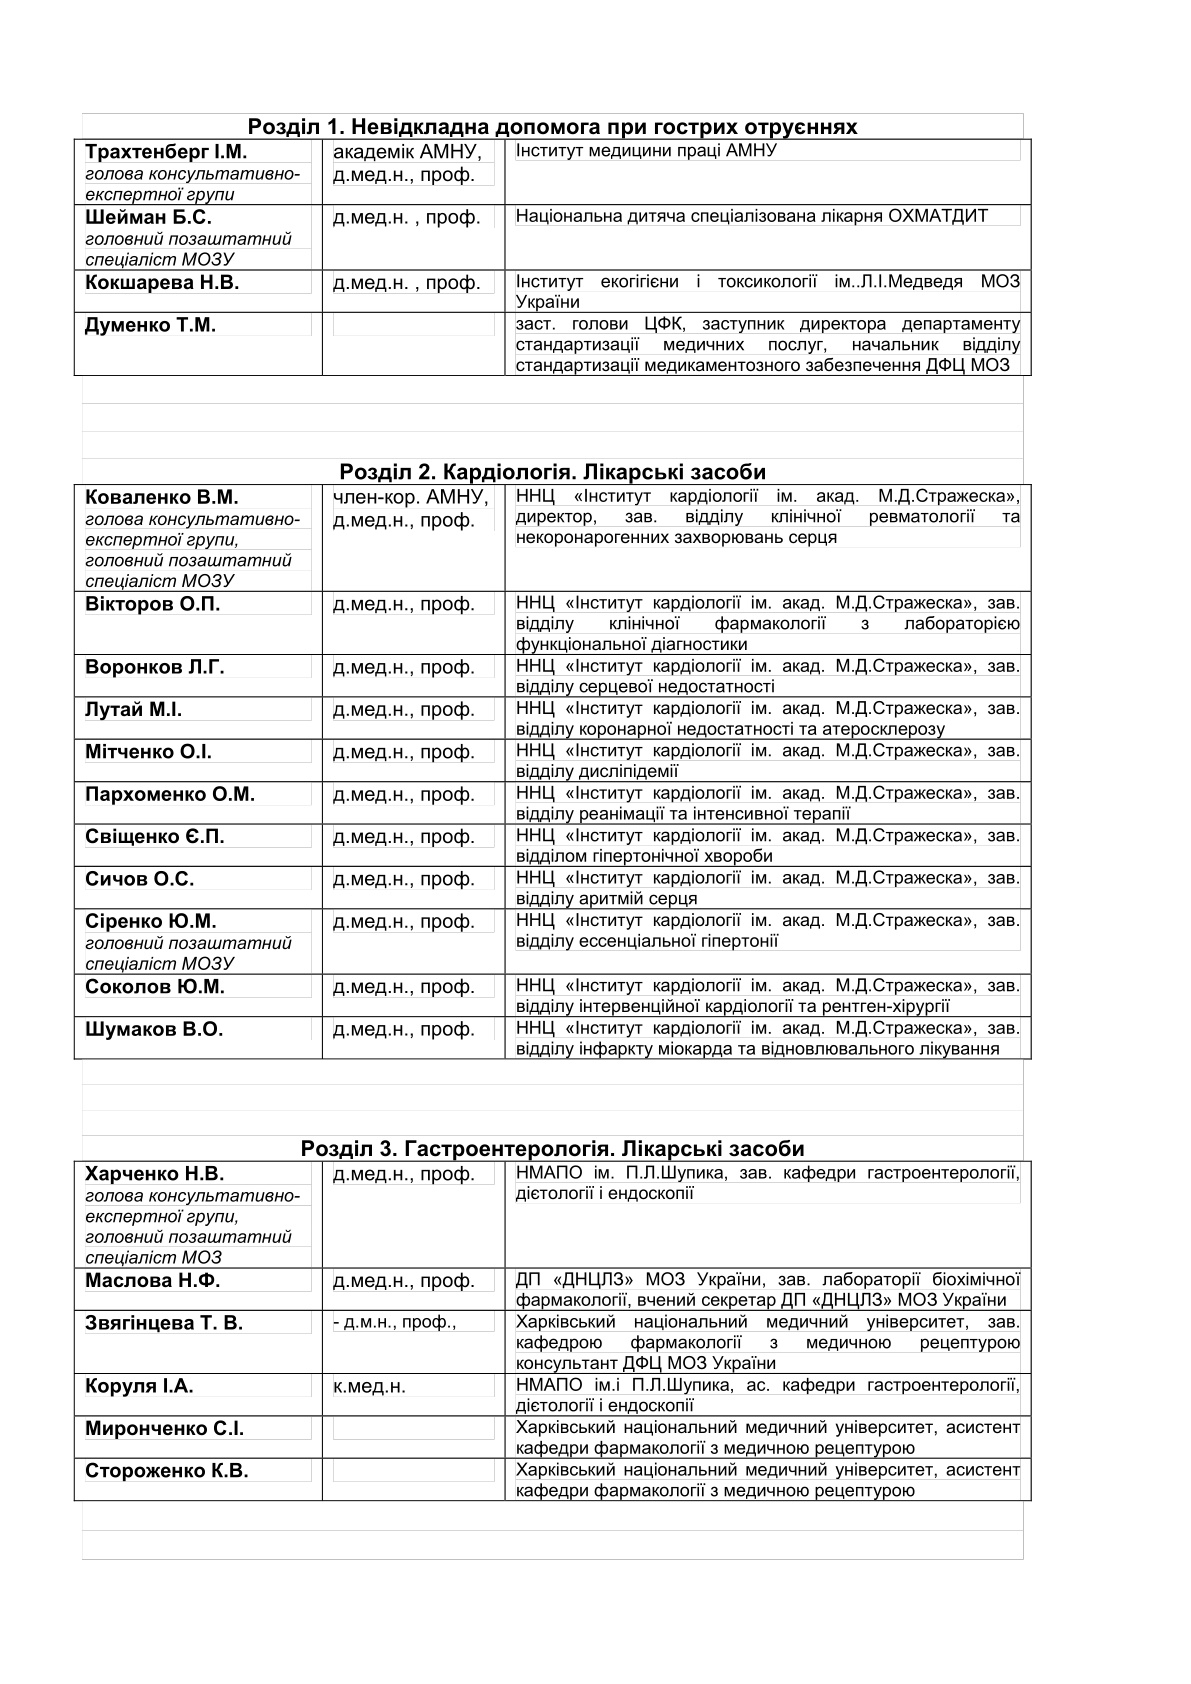 Розділ 1. Невідкладна допомога при гострих отруєннях
Трахтенберг І.М.
голова консультативно-
експертної групи
академік АМНУ,
д.мед.н., проф.
Інститут медицини праці АМНУ
Шейман Б.С.
головний позаштатний
спеціаліст МОЗУ
д.мед.н. , проф.
Національна дитяча спеціалізована лікарня ОХМАТДИТ
Кокшарева Н.В.
д.мед.н. , проф.
Інститут екогігієни і токсикології ім..Л.І.Медведя МОЗ
України
Думенко Т.М.
заст. голови ЦФК, заступник директора департаменту
стандартизації медичних послуг, начальник відділу
стандартизації медикаментозного забезпечення ДФЦ МОЗ
Розділ 2. Кардіологія. Лікарські засоби
Коваленко В.М.
голова консультативно-
експертної групи,
головний позаштатний
спеціаліст МОЗУ
член-кор. АМНУ,
д.мед.н., проф.
ННЦ «Інститут кардіології ім. акад. М.Д.Стражеска»,
директор, зав. відділу клінічної ревматології та
некоронарогенних захворювань серця
Вікторов О.П.
д.мед.н., проф.
ННЦ «Інститут кардіології ім. акад. М.Д.Стражеска», зав.
відділу клінічної фармакології з лабораторією
функціональної діагностики
Воронков Л.Г.
д.мед.н., проф.
ННЦ «Інститут кардіології ім. акад. М.Д.Стражеска», зав.
відділу серцевої недостатності
Лутай М.І.
д.мед.н., проф.
ННЦ «Інститут кардіології ім. акад. М.Д.Стражеска», зав.
відділу коронарної недостатності та атеросклерозу
Мітченко О.І.
д.мед.н., проф.
ННЦ «Інститут кардіології ім. акад. М.Д.Стражеска», зав.
відділу дисліпідемії
Пархоменко О.М.
д.мед.н., проф.
ННЦ «Інститут кардіології ім. акад. М.Д.Стражеска», зав.
відділу реанімації та інтенсивної терапії
Свіщенко Є.П.
д.мед.н., проф.
ННЦ «Інститут кардіології ім. акад. М.Д.Стражеска», зав.
відділом гіпертонічної хвороби
Сичов О.С.
д.мед.н., проф.
ННЦ «Інститут кардіології ім. акад. М.Д.Стражеска», зав.
відділу аритмій серця
Сіренко Ю.М.
головний позаштатний
спеціаліст МОЗУ
д.мед.н., проф.
ННЦ «Інститут кардіології ім. акад. М.Д.Стражеска», зав.
відділу ессенціальної гіпертонії
Соколов Ю.М.
д.мед.н., проф.
ННЦ «Інститут кардіології ім. акад. М.Д.Стражеска», зав.
відділу інтервенційної кардіології та рентген-хірургії
Шумаков В.О.
д.мед.н., проф.
ННЦ «Інститут кардіології ім. акад. М.Д.Стражеска», зав.
відділу інфаркту міокарда та відновлювального лікування
Розділ 3. Гастроентерологія. Лікарські засоби
Харченко Н.В.
голова консультативно-
експертної групи,
головний позаштатний
спеціаліст МОЗ
д.мед.н., проф.
НМАПО ім. П.Л.Шупика, зав. кафедри гастроентерології,
дієтології і ендоскопії
Маслова Н.Ф.
д.мед.н., проф.
ДП «ДНЦЛЗ» МОЗ України, зав. лабораторії біохімічної
фармакології, вчений секретар ДП «ДНЦЛЗ» МОЗ України
Звягінцева Т. В.
- д.м.н., проф.,
Харківський національний медичний університет, зав.
кафедрою фармакології з медичною рецептурою
консультант ДФЦ МОЗ України
Коруля І.А.
к.мед.н.
НМАПО ім.і П.Л.Шупика, ас. кафедри гастроентерології,
дієтології і ендоскопії
Миронченко С.І.
Харківський національний медичний університет, асистент
кафедри фармакології з медичною рецептурою
Стороженко К.В.
Харківський національний медичний університет, асистент
кафедри фармакології з медичною рецептурою